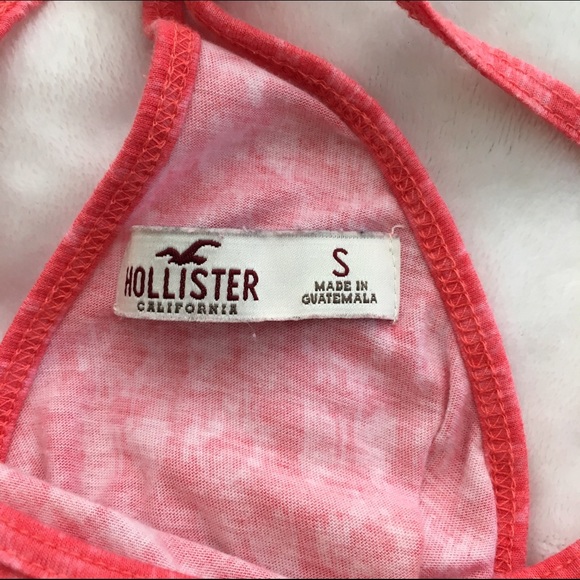 HOLLISTER
CALIFORNIA
S
MADE IN
GUATEMALA